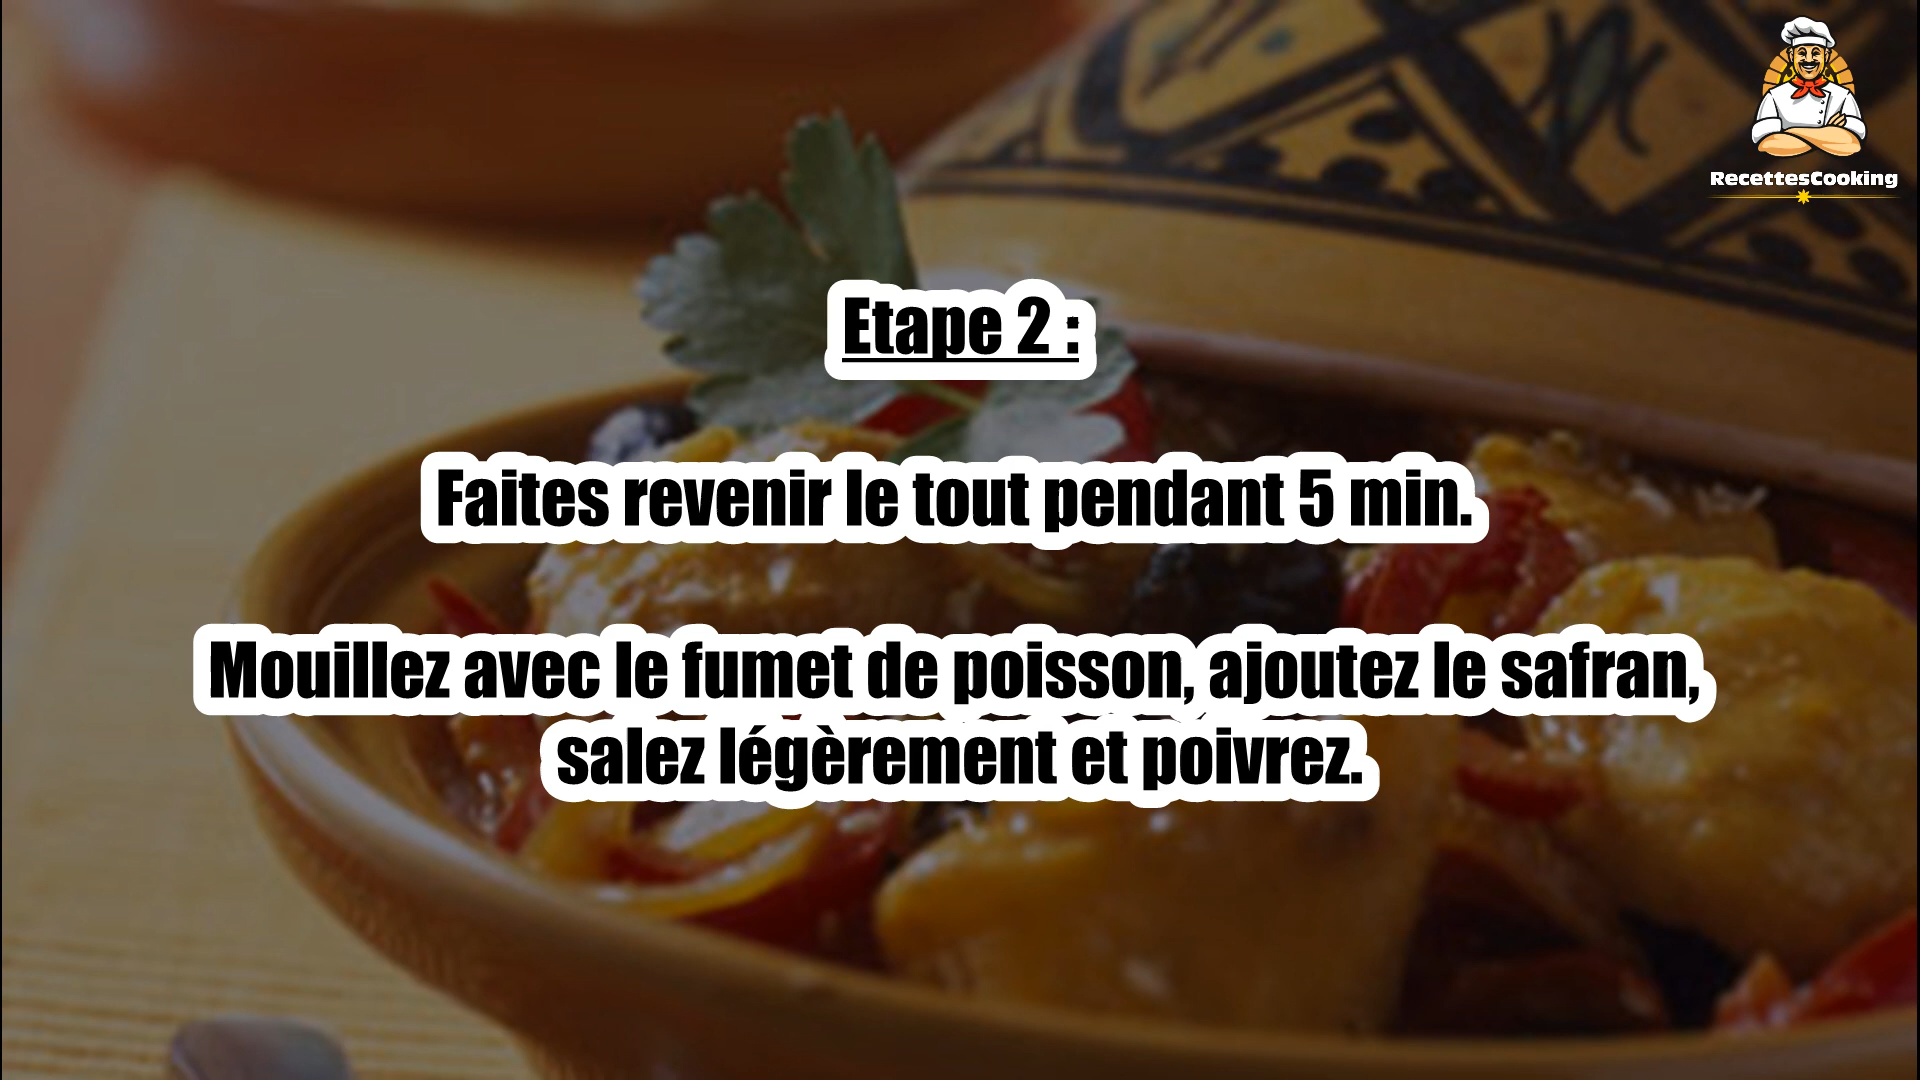 RecettesCooking
Etape 2 :
Faites revenir le tout pendant 5 min.
Mouillez avec le fumet de poisson, ajoutez le safran,
salez légèrement et poivrez.